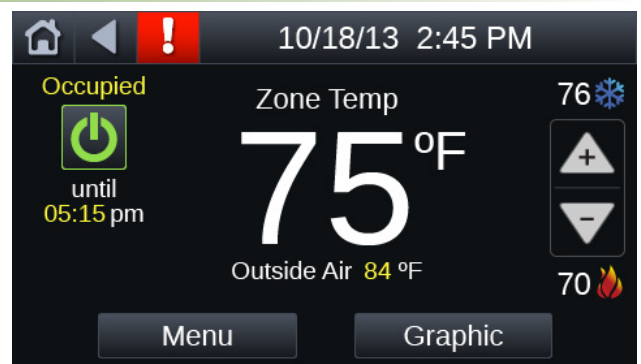 10/18/13 2:45 PM
Occupied
until
05:15 pm
Zone Temp
75 ºF
Outside Air 84 ºF
76
+
−
70
Menu
Graphic